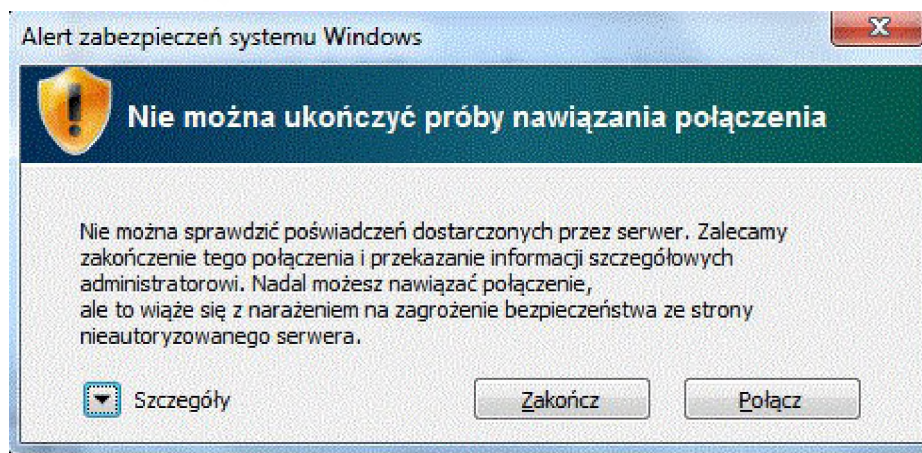 Alert zabezpieczeń systemu Windows
Nie można ukończyć próby nawiązania połączenia
Nie można sprawdzić poświadczeń dostarczonych przez serwer. Zalecamy
zakończenie tego połączenia i przekazanie informacji szczegółowych
administratorowi. Nadal możesz nawiązać połączenie,
ale to wiąże się z narażeniem na zagrożenie bezpieczeństwa ze strony
nieautoryzowanego serwera.
Szczegóły Zakończ Połącz